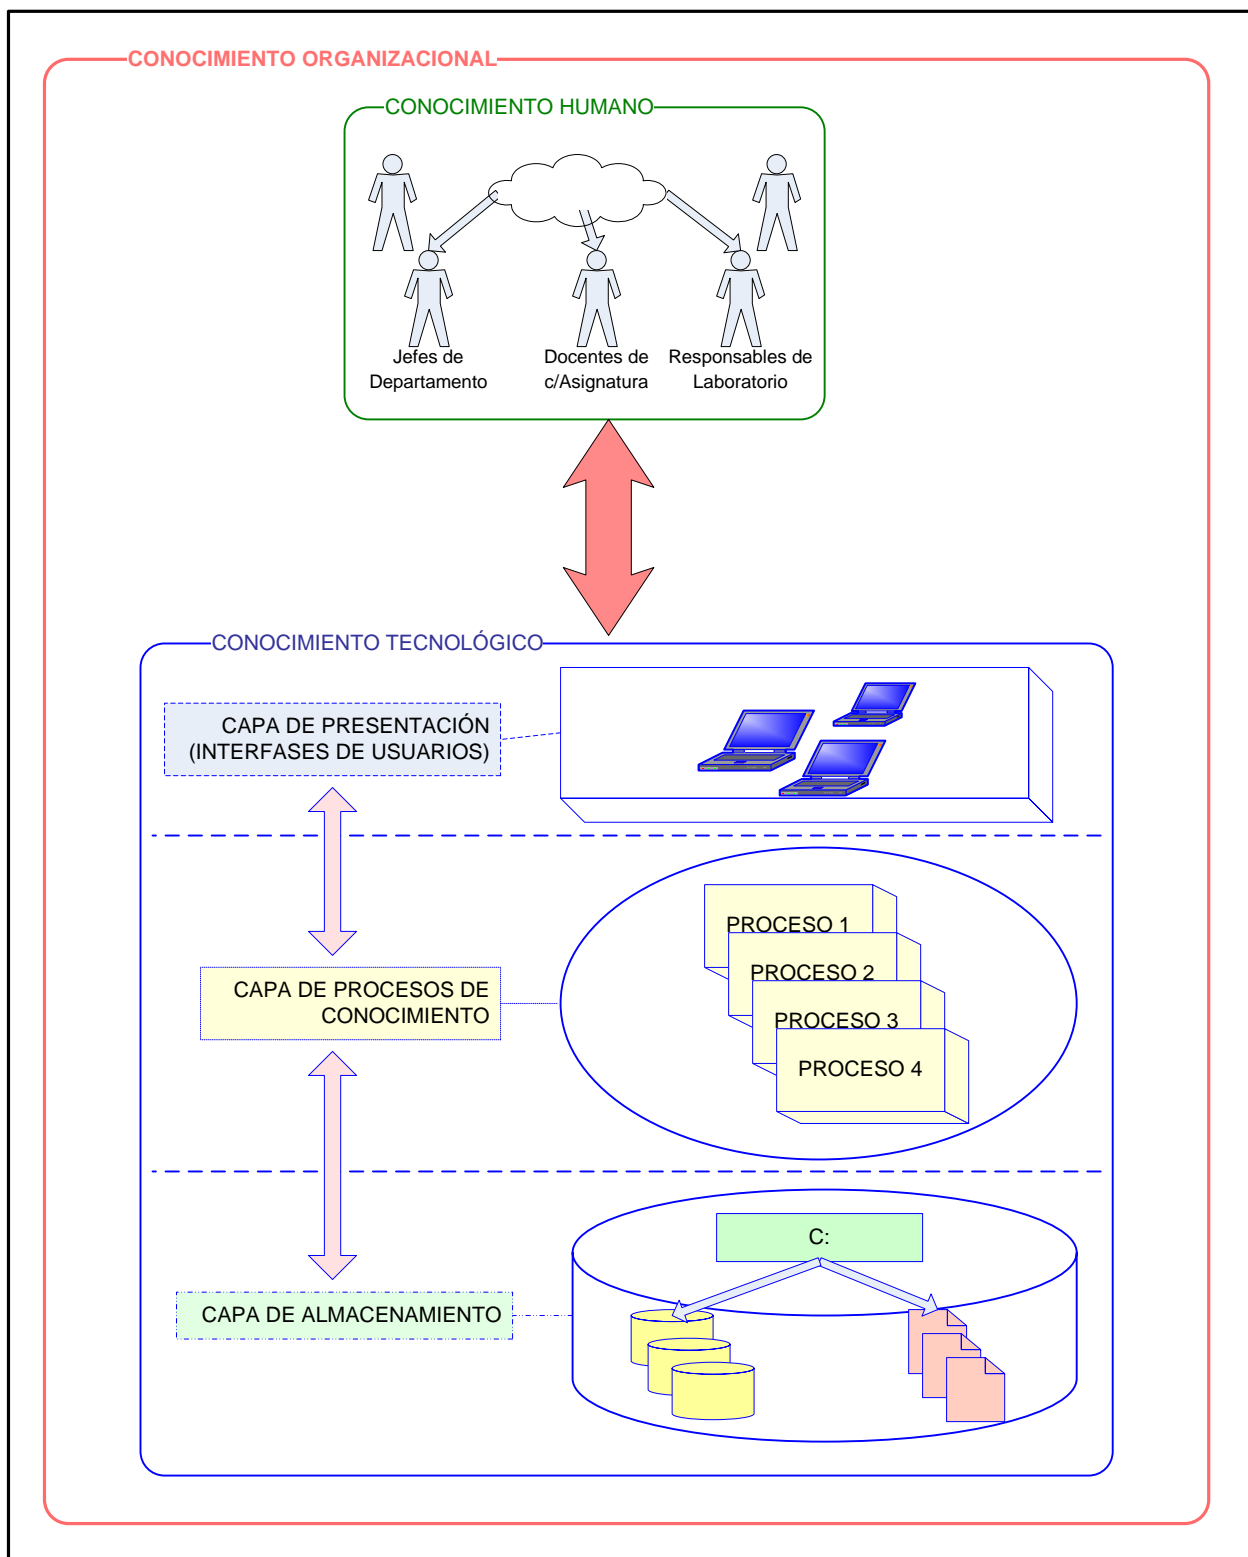 CONOCIMIENTO ORGANIZACIONAL
CONOCIMIENTO HUMANO
Jefes de
Departamento
Docentes de
c/Asignatura
Responsables de
Laboratorio
CONOCIMIENTO TECNOLÓGICO
CAPA DE PRESENTACIÓN
(INTERFASES DE USUARIOS)
PROCESO 1
PROCESO 2
PROCESO 3
PROCESO 4
CAPA DE PROCESOS DE
CONOCIMIENTO
C:
CAPA DE ALMACENAMIENTO